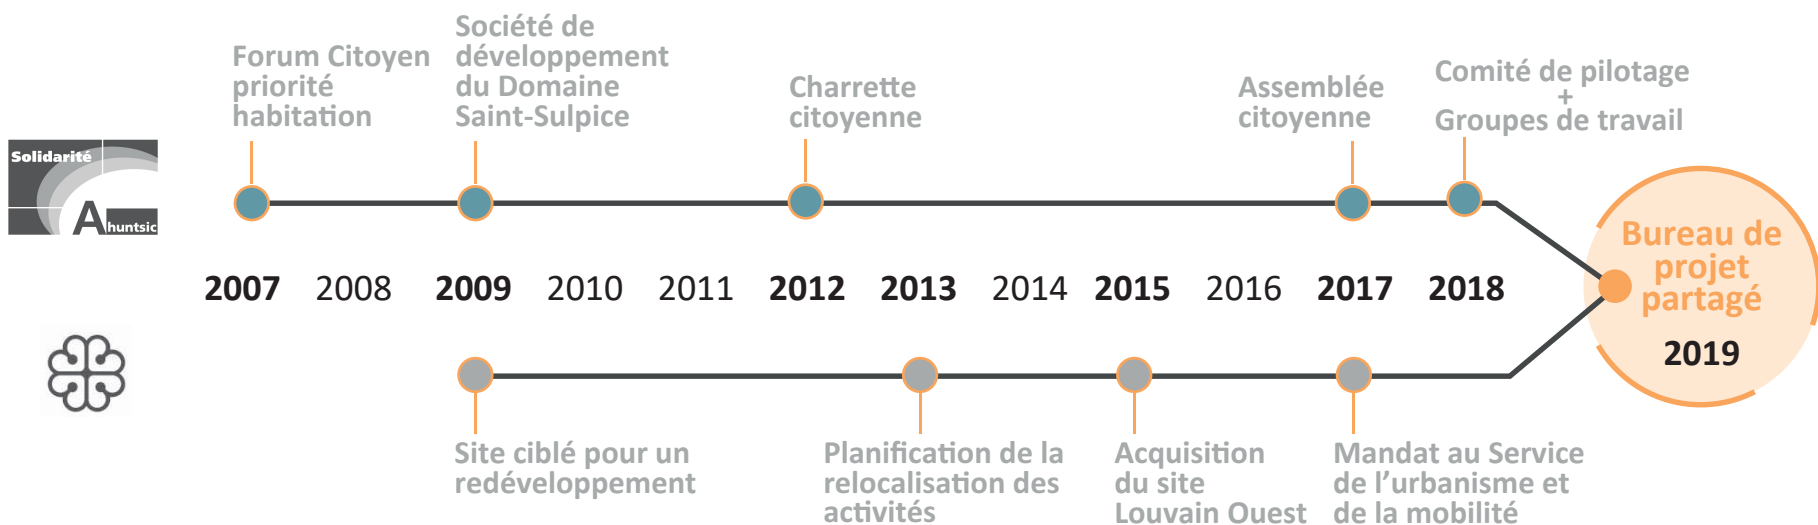 Forum Citoyen
priorité
habitation
Société de
développement
du Domaine
Saint-Sulpice
Charrette
citoyenne
Assemblée
citoyenne
Comité de pilotage
+
Groupes de travail
Solidarité
Ahuntsic
2007 2008 2009 2010 2011 2012 2013 2014 2015 2016 2017 2018
Bureau de
projet
partagé
2019
Site ciblé pour un
redéveloppement
Planification de la
relocalisation des
activités
Acquisition
du site
Louvain Ouest
Mandat au Service
de l’urbanisme et
de la mobilité